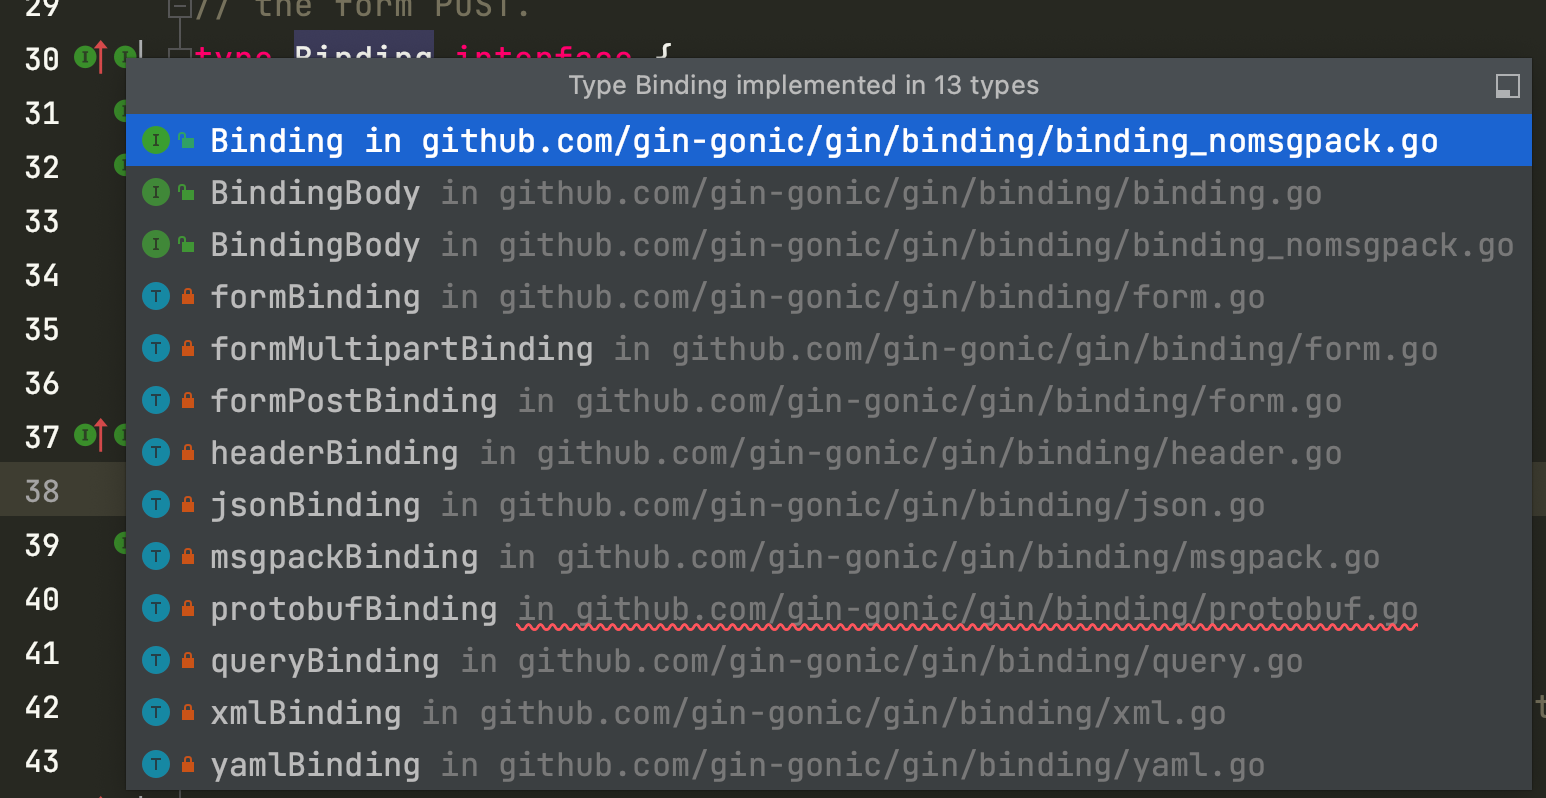 29 // the form POST.
30 type Binding interface {
Type Binding implemented in 13 types
31 Binding in github.com/gin-gonic/gin/binding/binding_nomsgpack.go
32 BindingBody in github.com/gin-gonic/gin/binding/binding.go
33 BindingBody in github.com/gin-gonic/gin/binding/binding_nomsgpack.go
34 formBinding in github.com/gin-gonic/gin/binding/form.go
35 formMultipartBinding in github.com/gin-gonic/gin/binding/form.go
36 formPostBinding in github.com/gin-gonic/gin/binding/form.go
37 headerBinding in github.com/gin-gonic/gin/binding/header.go
38 jsonBinding in github.com/gin-gonic/gin/binding/json.go
39 msgpackBinding in github.com/gin-gonic/gin/binding/msgpack.go
40 protobufBinding in github.com/gin-gonic/gin/binding/protobuf.go
41 queryBinding in github.com/gin-gonic/gin/binding/query.go
42 xmlBinding in github.com/gin-gonic/gin/binding/xml.go
43 yamlBinding in github.com/gin-gonic/gin/binding/yaml.go